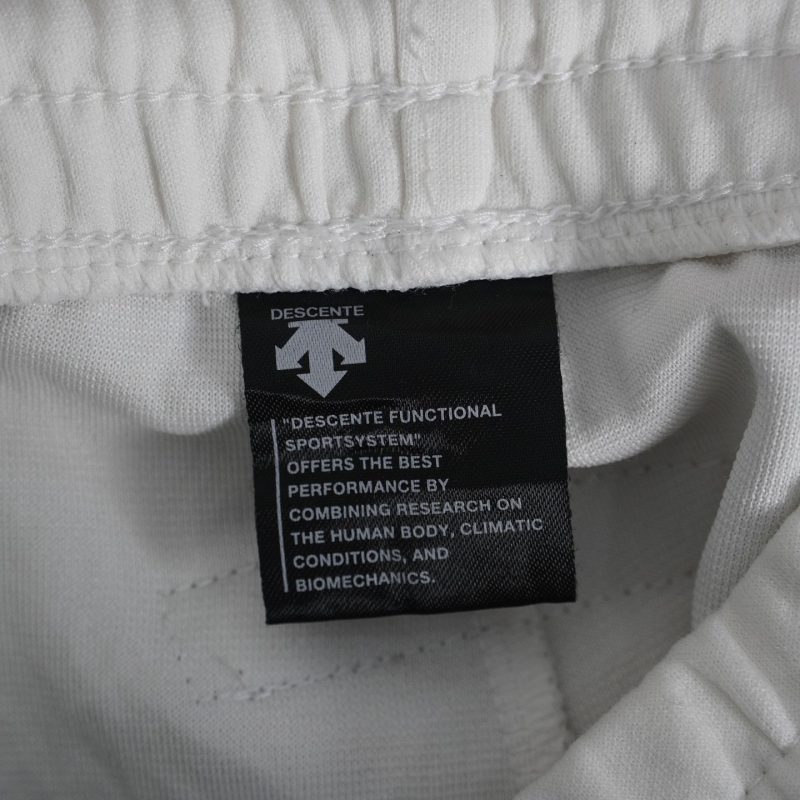 DESCENTE
"DESCENTE FUNCTIONAL
SPORTSYSTEM"
OFFERS THE BEST
PERFORMANCE BY
COMBINING RESEARCH ON
THE HUMAN BODY, CLIMATIC
CONDITIONS, AND
BIOMECHANICS.